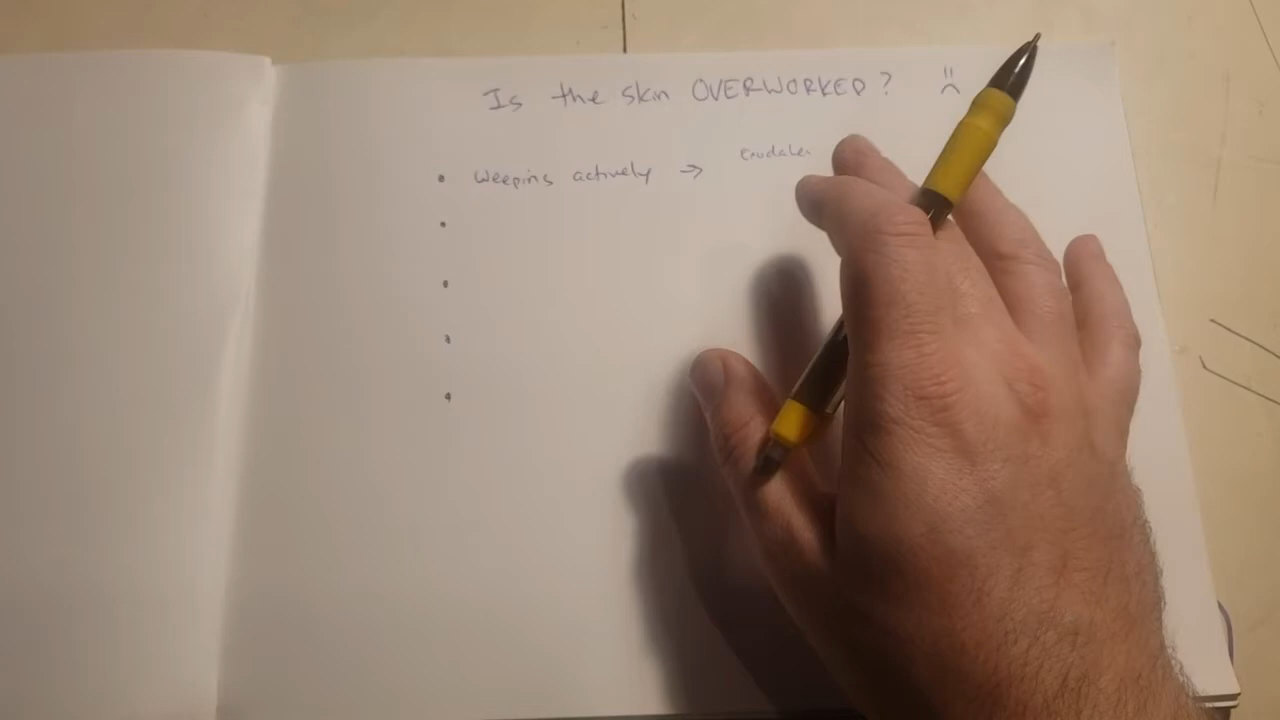 Is the skin OVERWORKED?
• Weeping actively →